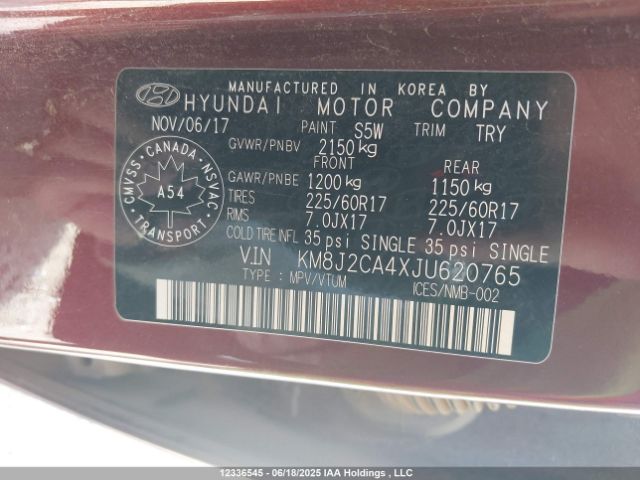 MANUFACTURED IN KOREA BY
HYUNDAI MOTOR COMPANY
NOV/06/17 PAINT S5W TRIM TRY
GVWR/PNBV 2150 kg
FRONT REAR
GAWR/PNBE 1200 kg 1150 kg
TIRES 225/60R17 225/60R17
RIMS 7.0JX17 7.0JX17
COLD TIRE INFL 35 psi SINGLE 35 psi SINGLE
VIN KM8J2CA4XJU620765
TYPE : MPV/VTUM ICES/NMB-002
CMVSS · CANADA · NSVAC
A54
TRANSPORT
12336545 - 06/18/2025 IAA Holdings , LLC